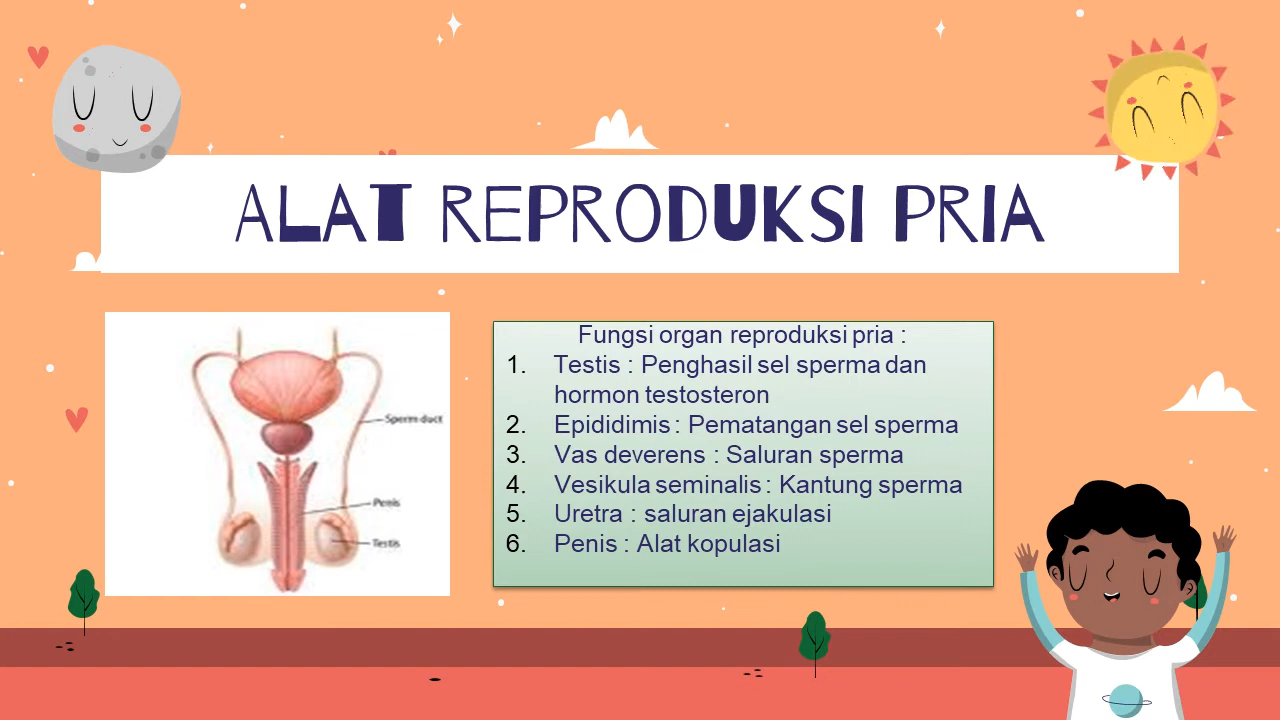 ALAT REPRODUKSI PRIA
Sperm duct
Penis
Testis
Fungsi organ reproduksi pria :
1. Testis : Penghasil sel sperma dan
hormon testosteron
2. Epididimis : Pematangan sel sperma
3. Vas deverens : Saluran sperma
4. Vesikula seminalis : Kantung sperma
5. Uretra : saluran ejakulasi
6. Penis : Alat kopulasi